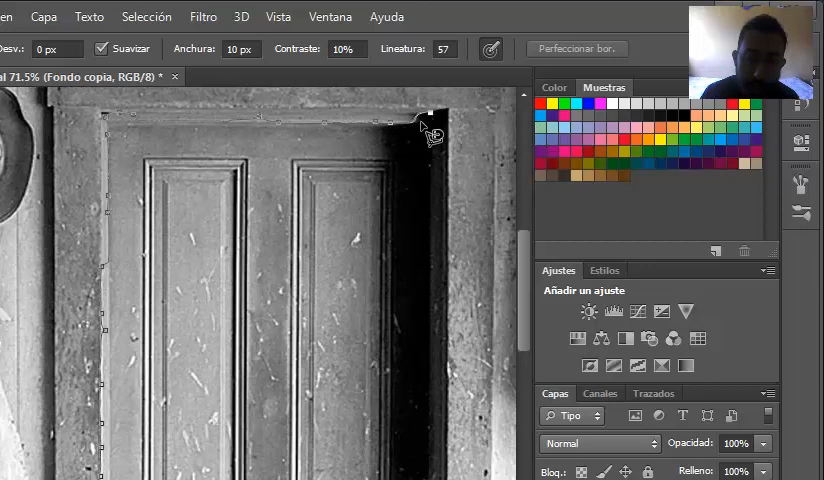 en Capa Texto Selección Filtro 3D Vista Ventana Ayuda
Desv.: 0 px Suavizar Anchura: 10 px Contraste: 10% Lineatura: 57 Perfeccionar bor.
al 71.5% (Fondo copia, RGB/8) * ×
Color Muestras
Ajustes Estilos
Añadir un ajuste
Capas Canales Trazados
Tipo T
Normal Opacidad: 100%
Bloq.: Relleno: 100%